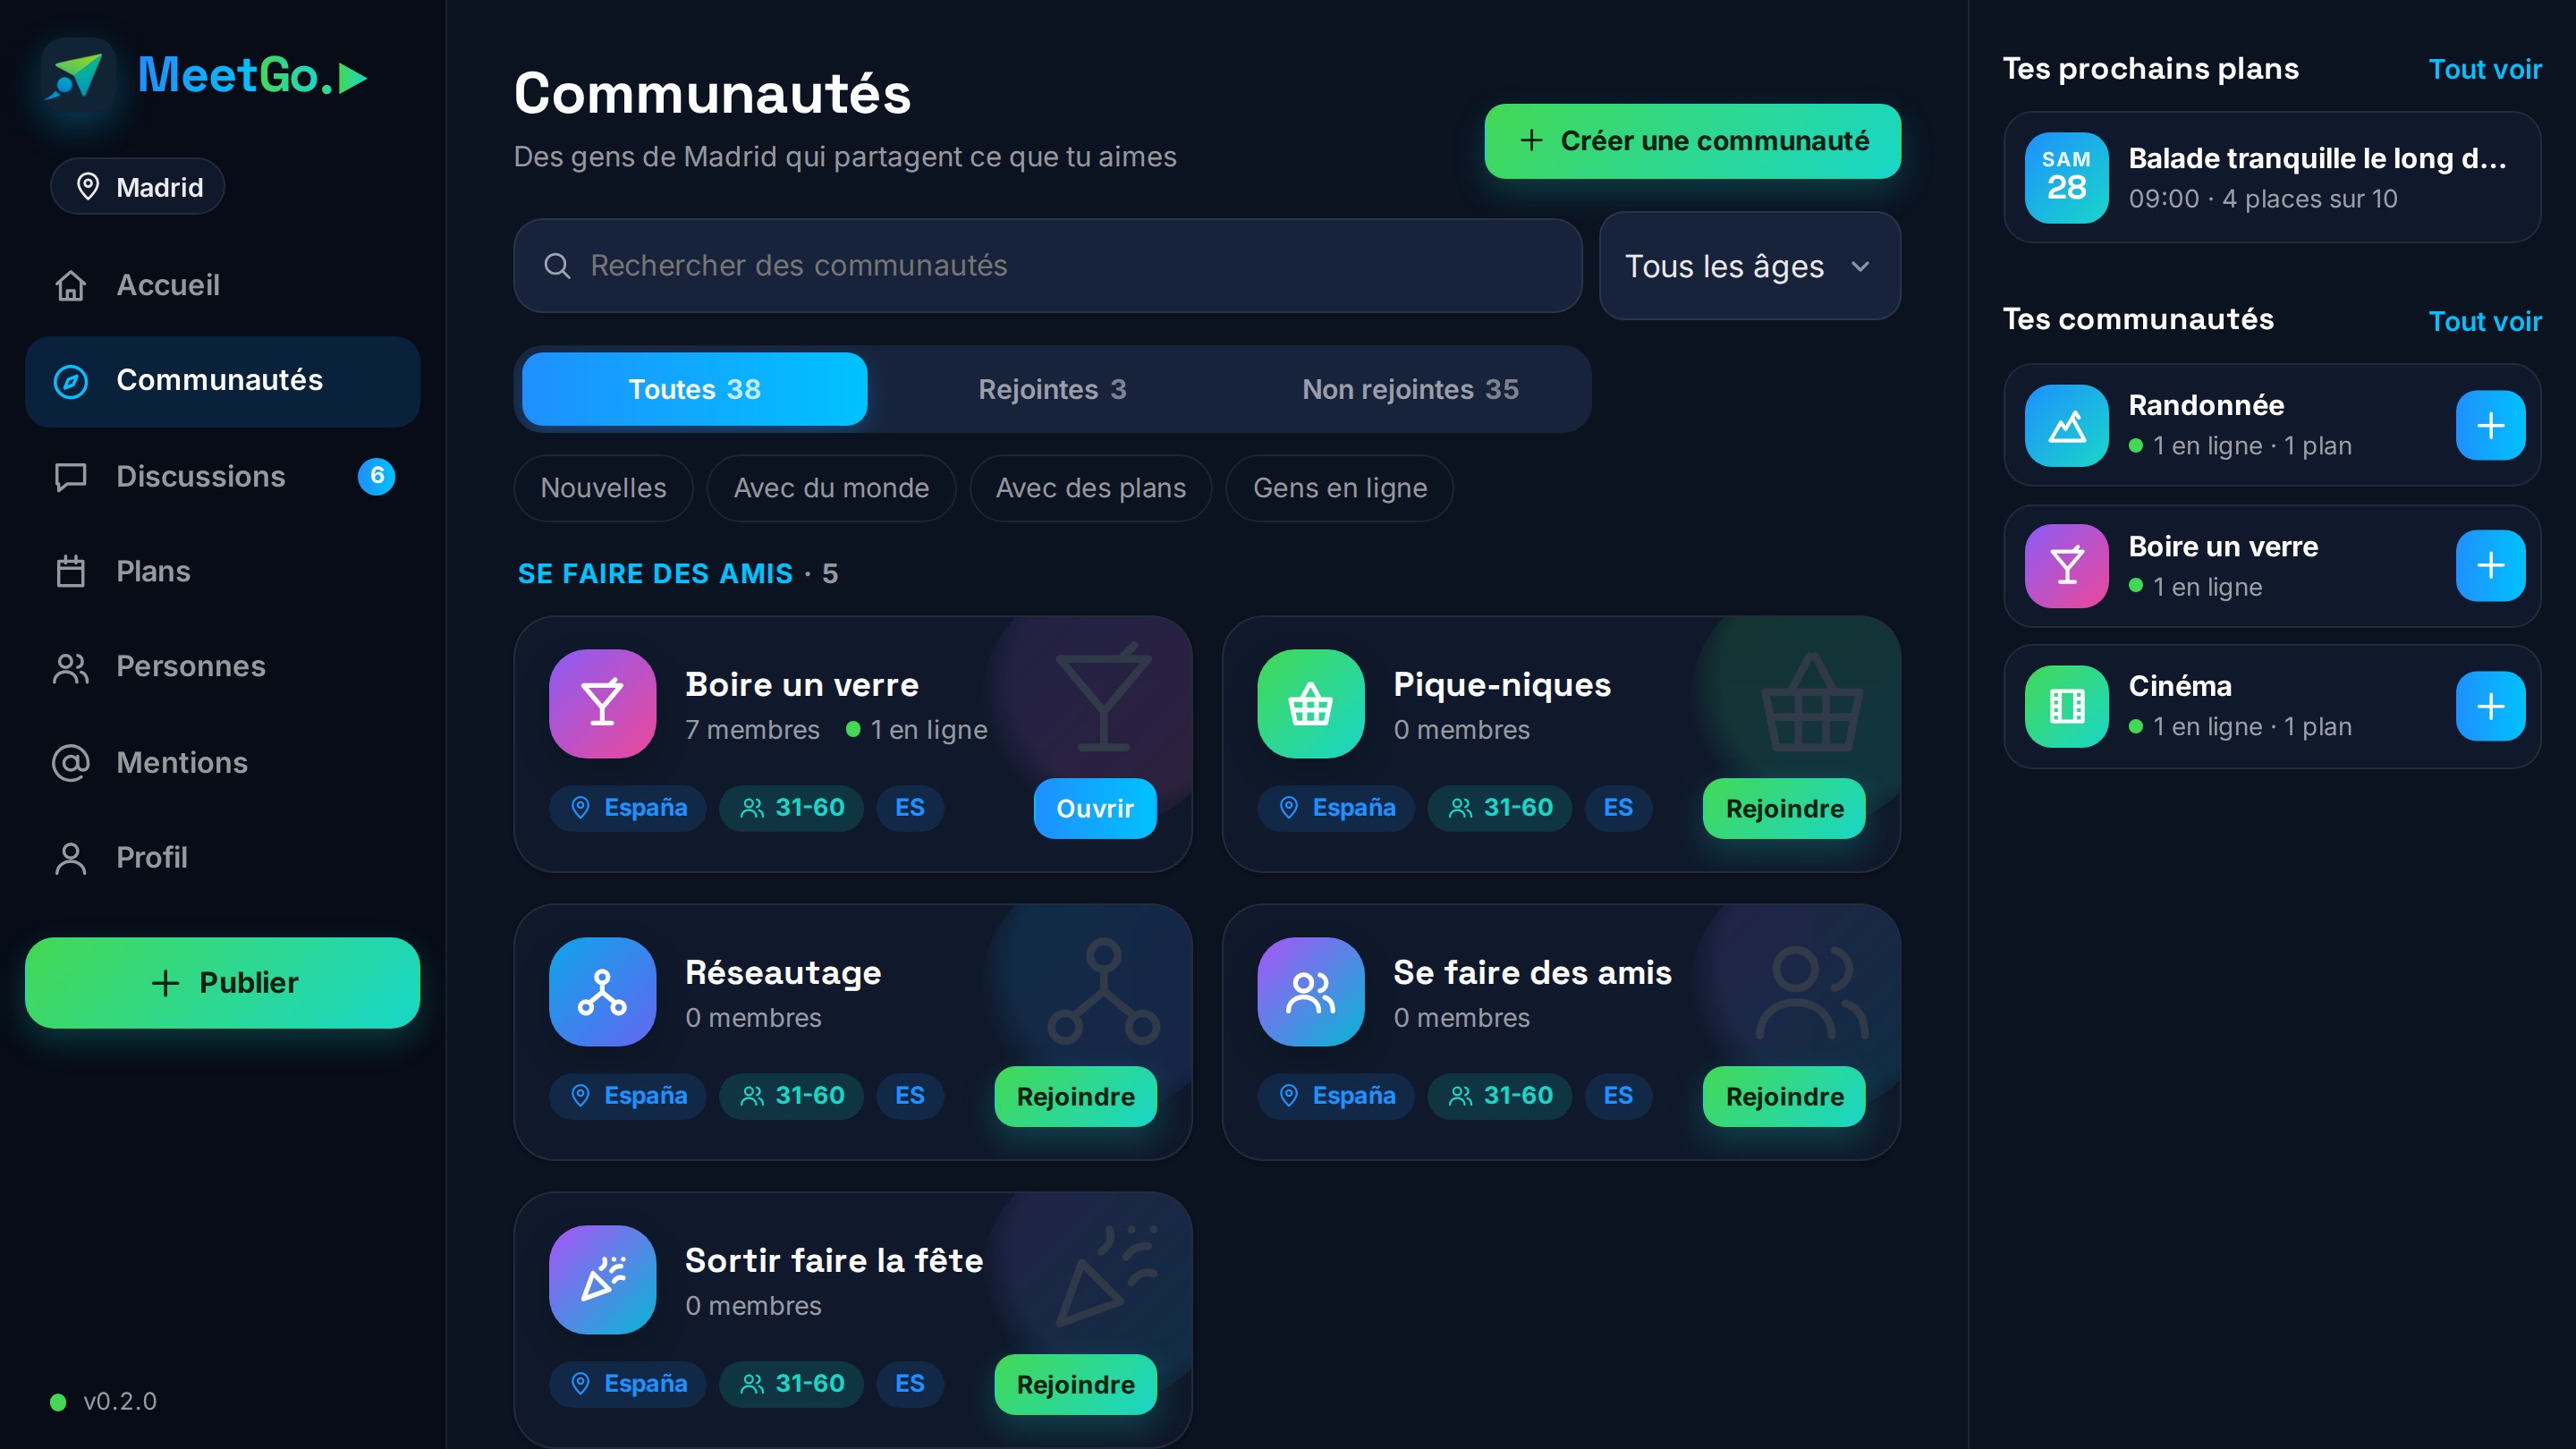 MeetGo.
Madrid
Accueil
Communautés
Discussions 6
Plans
Personnes
Mentions
Profil
+ Publier
v0.2.0
Communautés
Des gens de Madrid qui partagent ce que tu aimes
+ Créer une communauté
Rechercher des communautés
Tous les âges
Toutes 38
Rejointes 3
Non rejointes 35
Nouvelles
Avec du monde
Avec des plans
Gens en ligne
SE FAIRE DES AMIS · 5
Boire un verre
7 membres 1 en ligne
España 31-60 ES Ouvrir
Pique-niques
0 membres
España 31-60 ES Rejoindre
Réseautage
0 membres
España 31-60 ES Rejoindre
Se faire des amis
0 membres
España 31-60 ES Rejoindre
Sortir faire la fête
0 membres
España 31-60 ES Rejoindre
Tes prochains plans Tout voir
SAM
28
Balade tranquille le long d...
09:00 · 4 places sur 10
Tes communautés Tout voir
Randonnée
1 en ligne · 1 plan
Boire un verre
1 en ligne
Cinéma
1 en ligne · 1 plan